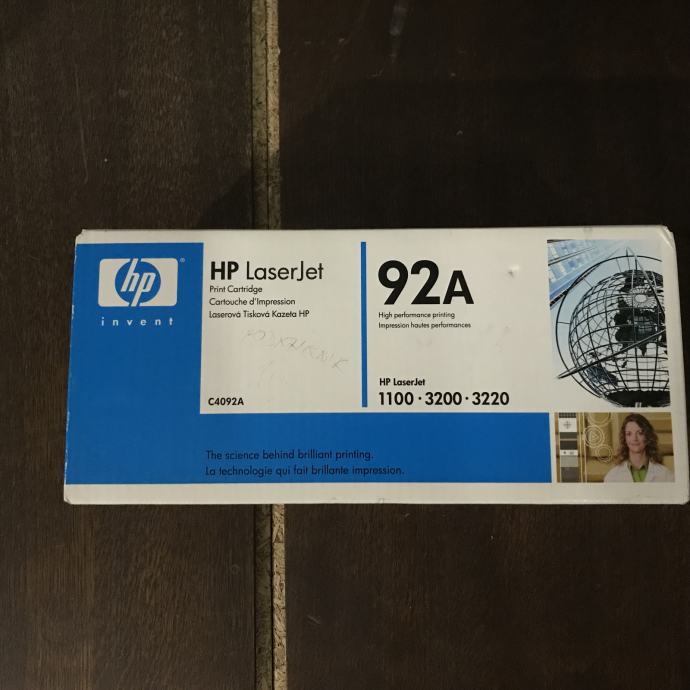 hp®
invent
HP LaserJet
Print Cartridge
Cartouche d'Impression
Laserová Tisková Kazeta HP
C4092A
92A
High performance printing
Impression hautes performances
HP LaserJet
1100 · 3200 · 3220
The science behind brilliant printing.
La technologie qui fait brillante impression.